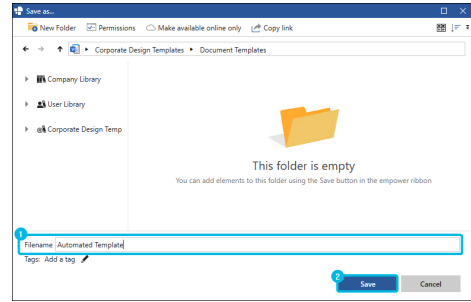 Save as...
New Folder Permissions Make available online only Copy link
Corporate Design Templates Document Templates
Company Library
User Library
Corporate Design Temp
This folder is empty
You can add elements to this folder using the Save button in the empower ribbon
1
Filename Automated Template
Tags: Add a tag
2
Save Cancel